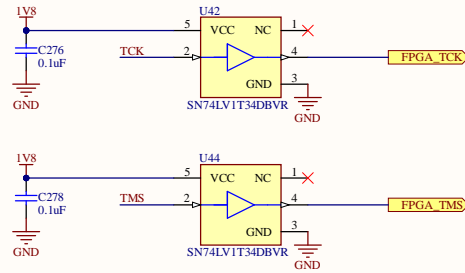 1V8
U42
5 VCC NC 1
C276
0.1uF
TCK 2 4 FPGA_TCK
GND 3
GND
SN74LV1T34DBVR
GND
1V8
U44
5 VCC NC 1
C278
0.1uF
TMS 2 4 FPGA_TMS
GND 3
GND
SN74LV1T34DBVR
GND